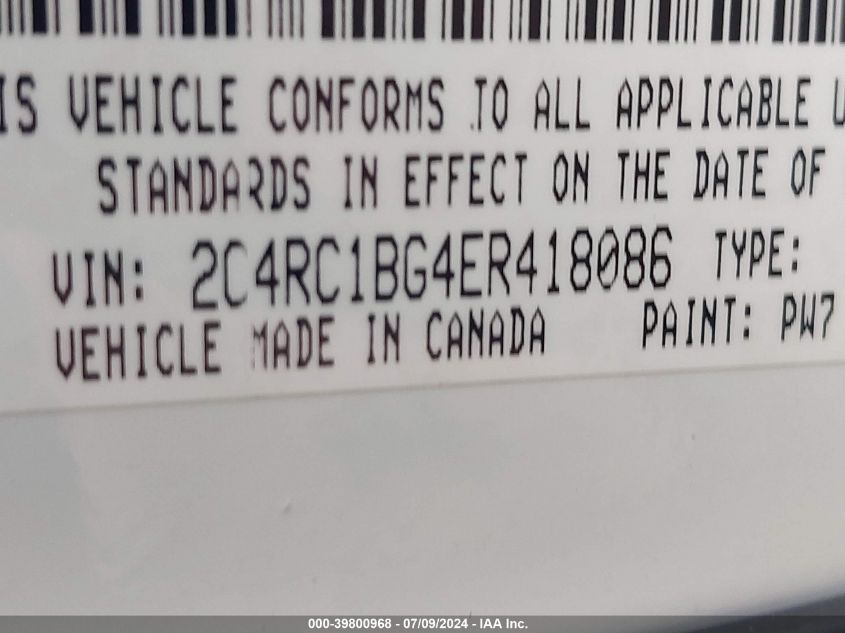 IS VEHICLE CONFORMS TO ALL APPLICABLE U
STANDARDS IN EFFECT ON THE DATE OF
VIN: 2C4RC1BG4ER418086 TYPE:
VEHICLE MADE IN CANADA PAINT: PW7
000-39800968 - 07/09/2024 - IAA Inc.